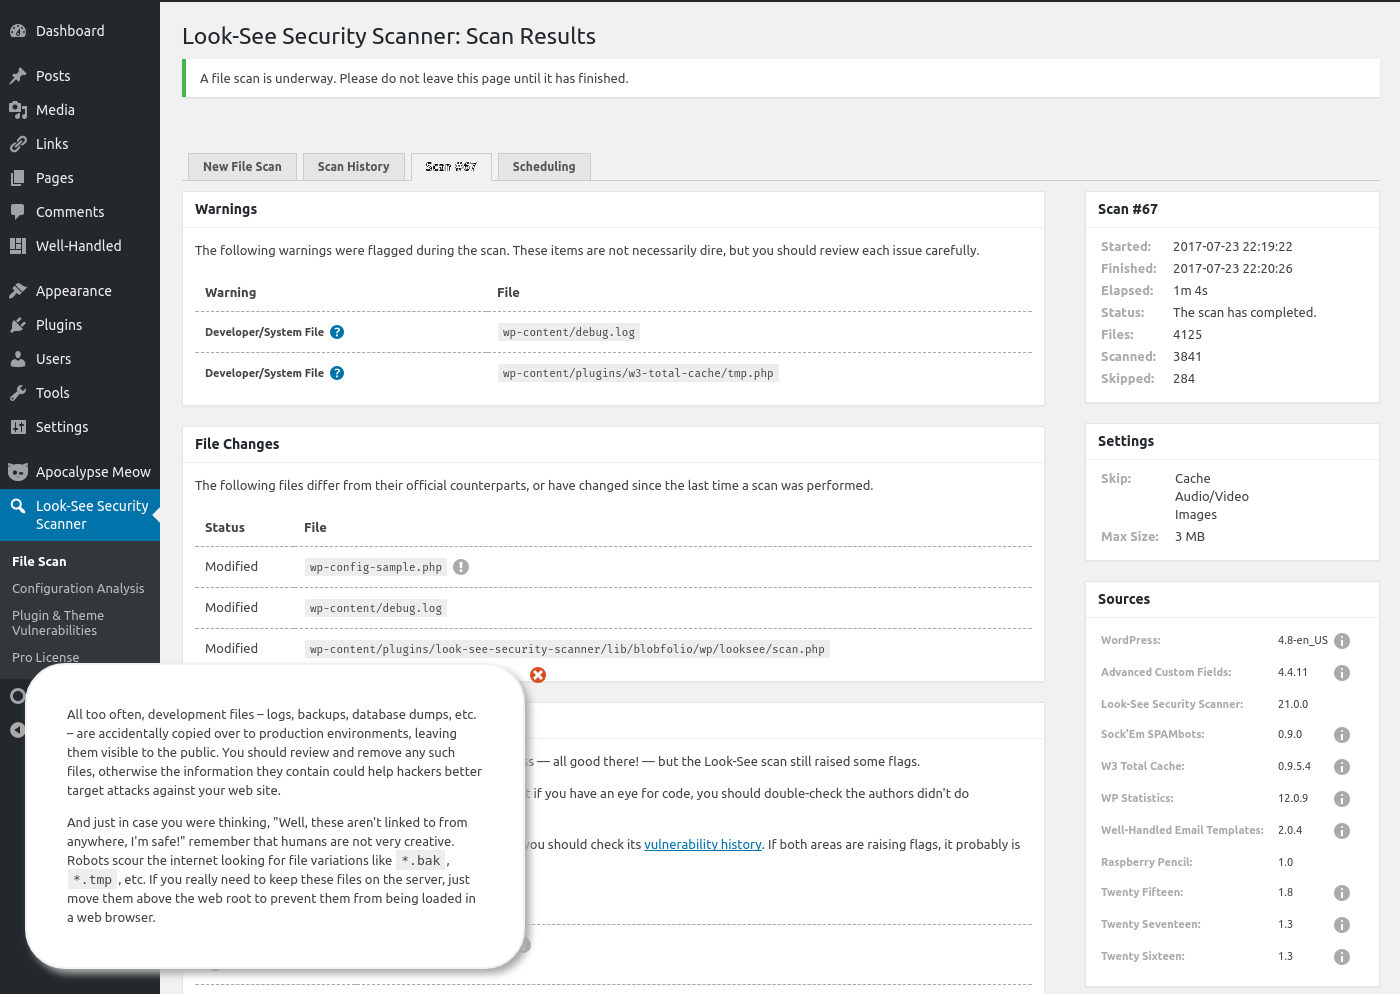 Dashboard
Posts
Media
Links
Pages
Comments
Well-Handled
Appearance
Plugins
Users
Tools
Settings
Apocalypse Meow
Look-See Security
Scanner
File Scan
Configuration Analysis
Plugin & Theme
Vulnerabilities
Pro License
Look-See Security Scanner: Scan Results
A file scan is underway. Please do not leave this page until it has finished.
New File Scan Scan History Scan #67 Scheduling
Warnings
The following warnings were flagged during the scan. These items are not necessarily dire, but you should review each issue carefully.
Warning File
Developer/System File ? wp-content/debug.log
Developer/System File ? wp-content/plugins/w3-total-cache/tmp.php
File Changes
The following files differ from their official counterparts, or have changed since the last time a scan was performed.
Status File
Modified wp-config-sample.php !
Modified wp-content/debug.log
Modified wp-content/plugins/look-see-security-scanner/lib/blobfolio/wp/looksee/scan.php
— all good there! — but the Look-See scan still raised some flags.
if you have an eye for code, you should double-check the authors didn't do
you should check its vulnerability history. If both areas are raising flags, it probably is
All too often, development files – logs, backups, database dumps, etc.
– are accidentally copied over to production environments, leaving
them visible to the public. You should review and remove any such
files, otherwise the information they contain could help hackers better
target attacks against your web site.
And just in case you were thinking, "Well, these aren't linked to from
anywhere, I'm safe!" remember that humans are not very creative.
Robots scour the internet looking for file variations like *.bak ,
*.tmp , etc. If you really need to keep these files on the server, just
move them above the web root to prevent them from being loaded in
a web browser.
Scan #67
Started: 2017-07-23 22:19:22
Finished: 2017-07-23 22:20:26
Elapsed: 1m 4s
Status: The scan has completed.
Files: 4125
Scanned: 3841
Skipped: 284
Settings
Skip: Cache
Audio/Video
Images
Max Size: 3 MB
Sources
WordPress: 4.8-en_US i
Advanced Custom Fields: 4.4.11 i
Look-See Security Scanner: 21.0.0
Sock'Em SPAMbots: 0.9.0 i
W3 Total Cache: 0.9.5.4 i
WP Statistics: 12.0.9 i
Well-Handled Email Templates: 2.0.4 i
Raspberry Pencil: 1.0
Twenty Fifteen: 1.8 i
Twenty Seventeen: 1.3 i
Twenty Sixteen: 1.3 i